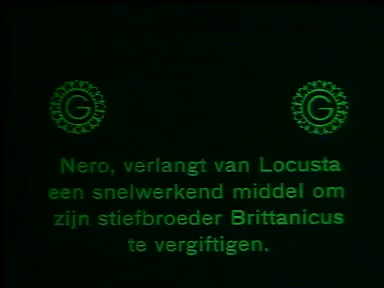 G G
Nero, verlangt van Locusta
een snelwerkend middel om
zijn stiefbroeder Brittanicus
te vergiftigen.